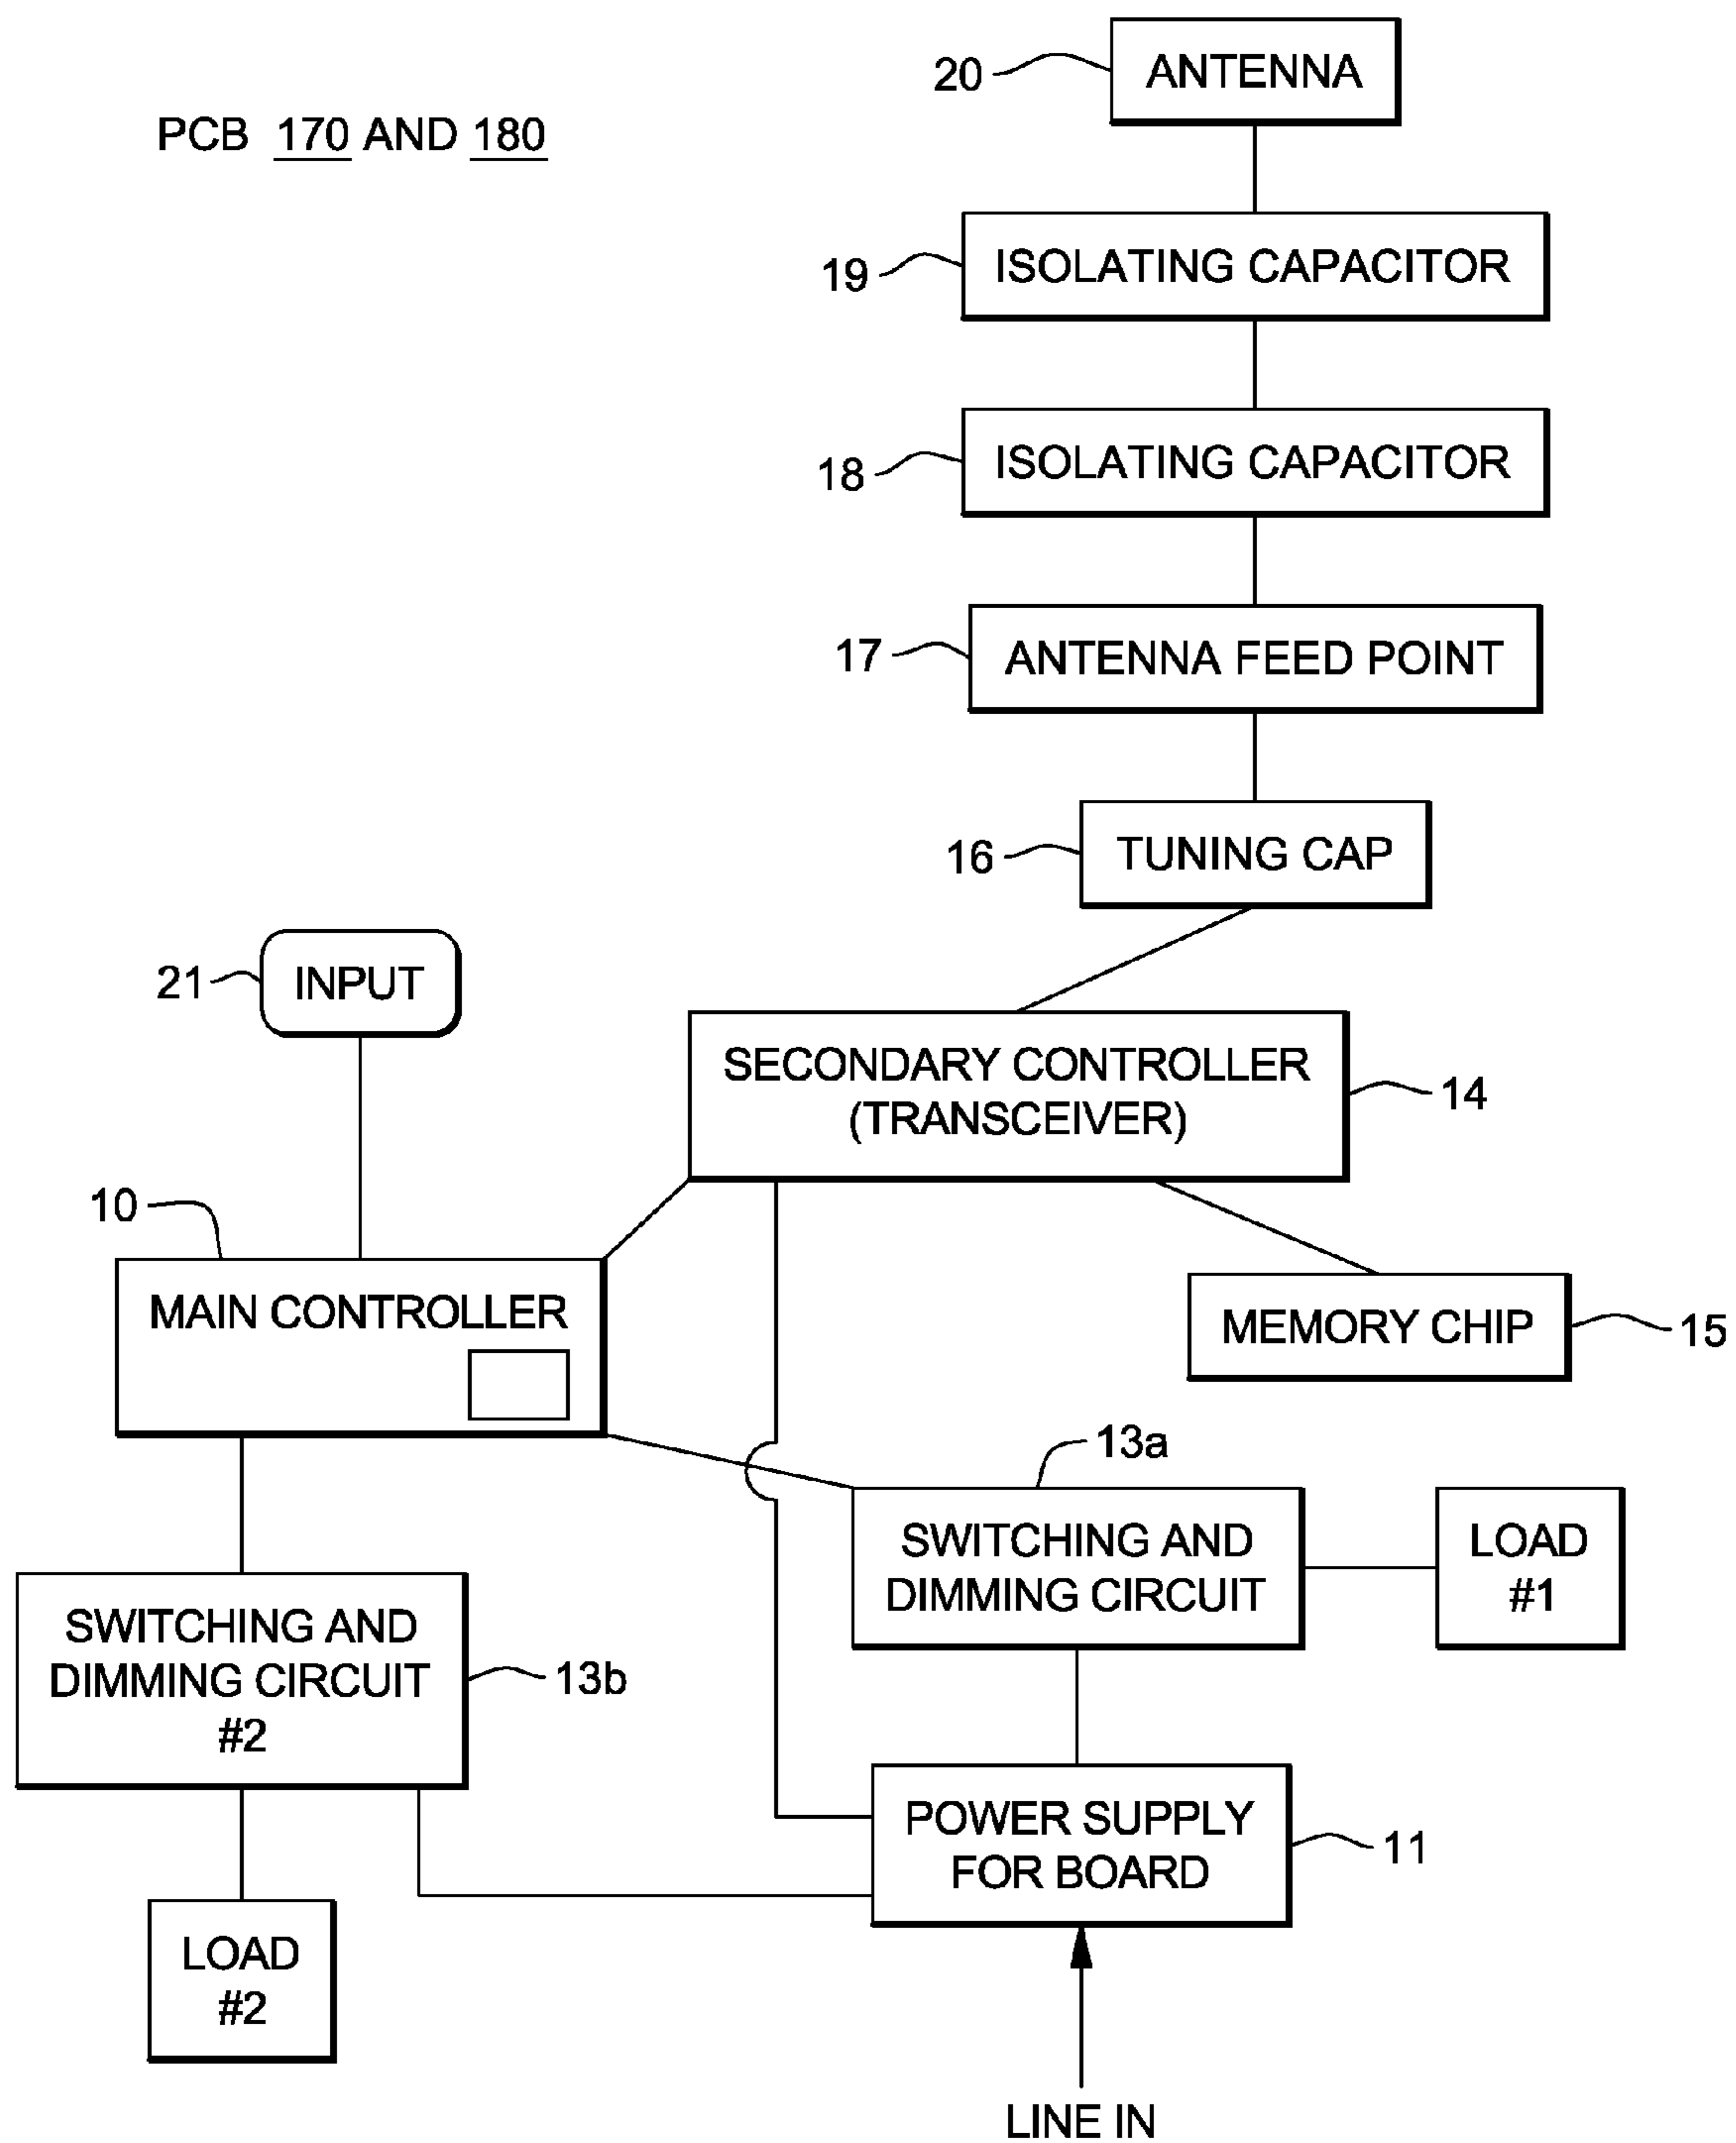 20
ANTENNA
PCB 170 AND 180
19
ISOLATING CAPACITOR
18
ISOLATING CAPACITOR
17
ANTENNA FEED POINT
16
TUNING CAP
21
INPUT
SECONDARY CONTROLLER
(TRANSCEIVER)
14
10
MAIN CONTROLLER
MEMORY CHIP
15
13a
SWITCHING AND
DIMMING CIRCUIT
LOAD
#1
SWITCHING AND
DIMMING CIRCUIT
#2
13b
POWER SUPPLY
FOR BOARD
11
LOAD
#2
LINE IN